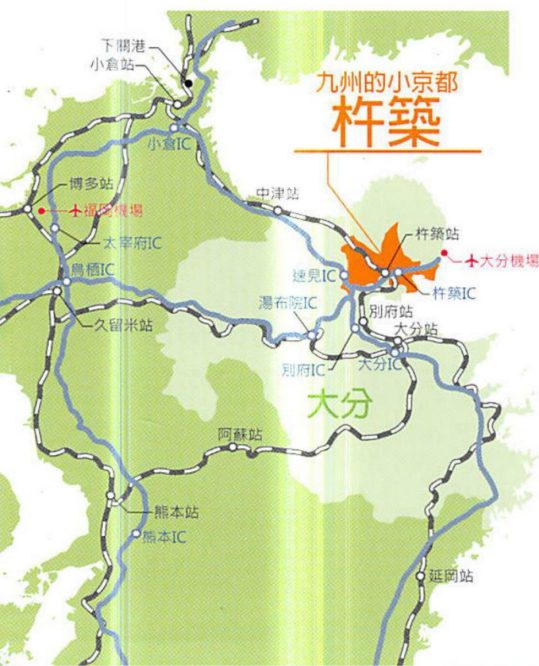 下關港
小倉站
九州的小京都
杵築
小倉IC
博多站
中津站
福岡機場
杵築站
太宰府IC
大分機場
鳥栖IC
速見IC
杵築IC
湯布院IC
久留米站
別府站
大分站
別府IC
大分IC
大分
阿蘇站
熊本站
熊本IC
延岡站